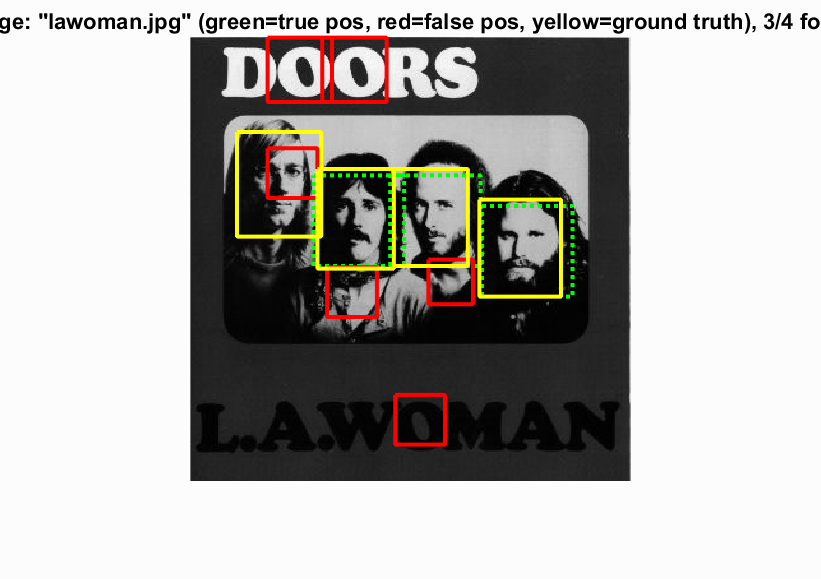 ge: "lawoman.jpg" (green=true pos, red=false pos, yellow=ground truth), 3/4 fo
DOORS
L.A.WOMAN